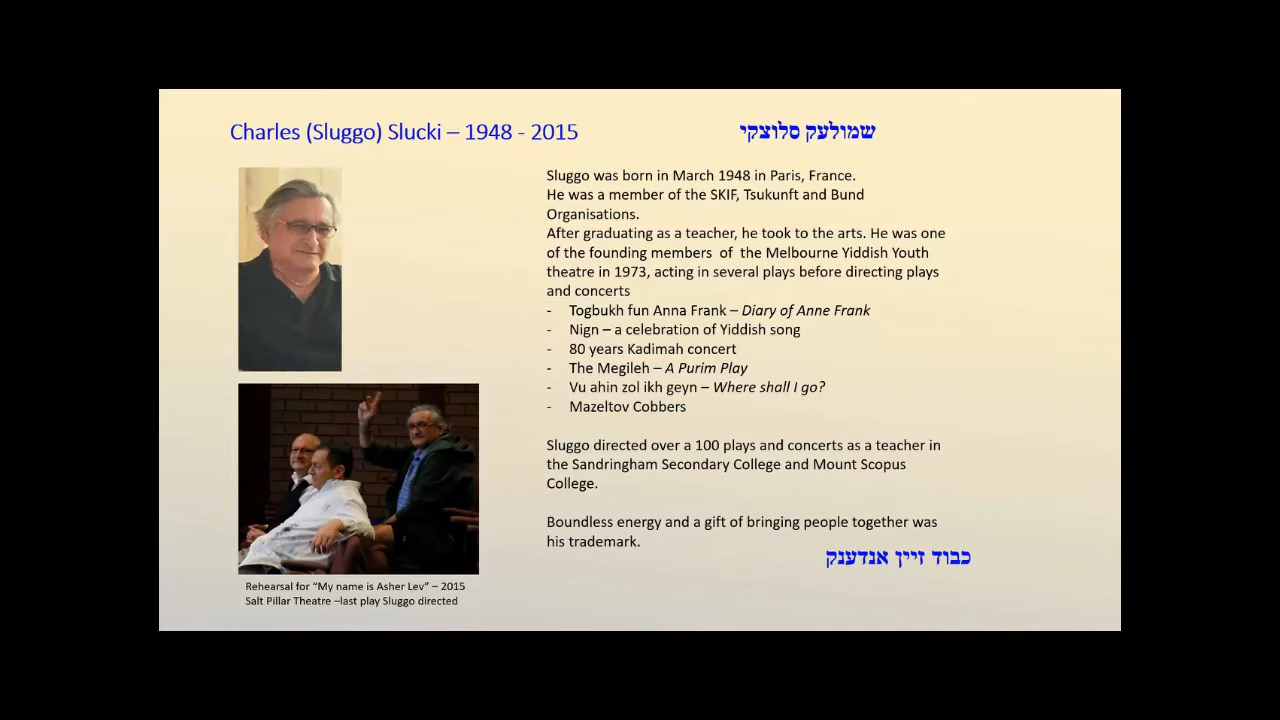 Charles (Sluggo) Slucki – 1948 - 2015
שמולעק סלוצקי
Sluggo was born in March 1948 in Paris, France.
He was a member of the SKIF, Tsukunft and Bund
Organisations.
After graduating as a teacher, he took to the arts. He was one
of the founding members of the Melbourne Yiddish Youth
theatre in 1973, acting in several plays before directing plays
and concerts
- Togbukh fun Anna Frank – Diary of Anne Frank
- Nign – a celebration of Yiddish song
- 80 years Kadimah concert
- The Megileh – A Purim Play
- Vu ahin zol ikh geyn – Where shall I go?
- Mazeltov Cobbers
Sluggo directed over a 100 plays and concerts as a teacher in
the Sandringham Secondary College and Mount Scopus
College.
Boundless energy and a gift of bringing people together was
his trademark.
כבוד זיין אנדענק
Rehearsal for “My name is Asher Lev” – 2015
Salt Pillar Theatre –last play Sluggo directed